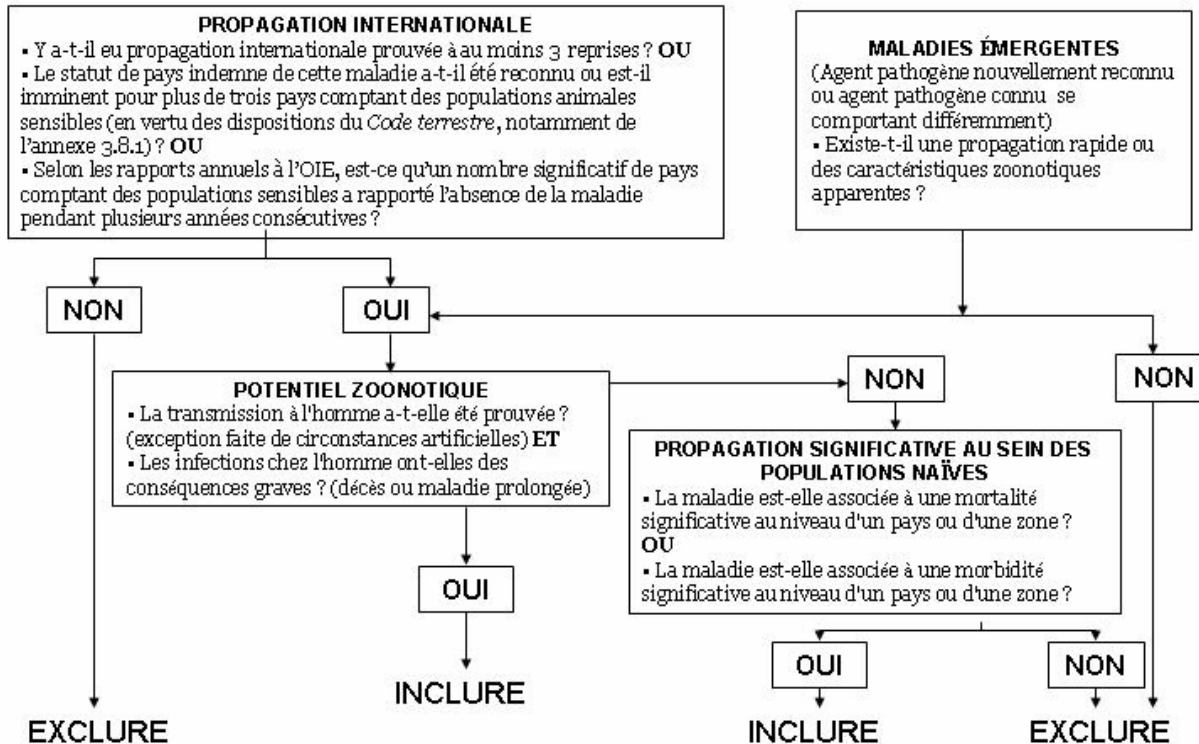 PROPAGATION INTERNATIONALE
▪ Y a-t-il eu propagation internationale prouvée à au moins 3 reprises ? OU
▪ Le statut de pays indemne de cette maladie a-t-il été reconnu ou est-il
imminent pour plus de trois pays comptant des populations animales
sensibles (en vertu des dispositions du Code terrestre, notamment de
l'annexe 3.8.1) ? OU
▪ Selon les rapports annuels à l'OIE, est-ce qu'un nombre significatif de pays
comptant des populations sensibles a rapporté l'absence de la maladie
pendant plusieurs années consécutives ?
MALADIES ÉMERGENTES
(Agent pathogène nouvellement reconnu
ou agent pathogène connu se
comportant différemment)
▪ Existe-t-il une propagation rapide ou
des caractéristiques zoonotiques
apparentes ?
NON
OUI
POTENTIEL ZOONOTIQUE
▪ La transmission à l'homme a-t-elle été prouvée ?
(exception faite de circonstances artificielles) ET
▪ Les infections chez l'homme ont-elles des
conséquences graves ? (décès ou maladie prolongée)
NON
NON
PROPAGATION SIGNIFICATIVE AU SEIN DES
POPULATIONS NAÏVES
▪ La maladie est-elle associée à une mortalité
significative au niveau d'un pays ou d'une zone ?
OU
▪ La maladie est-elle associée à une morbidité
significative au niveau d'un pays ou d'une zone ?
OUI
OUI
NON
EXCLURE
INCLURE
INCLURE
EXCLURE